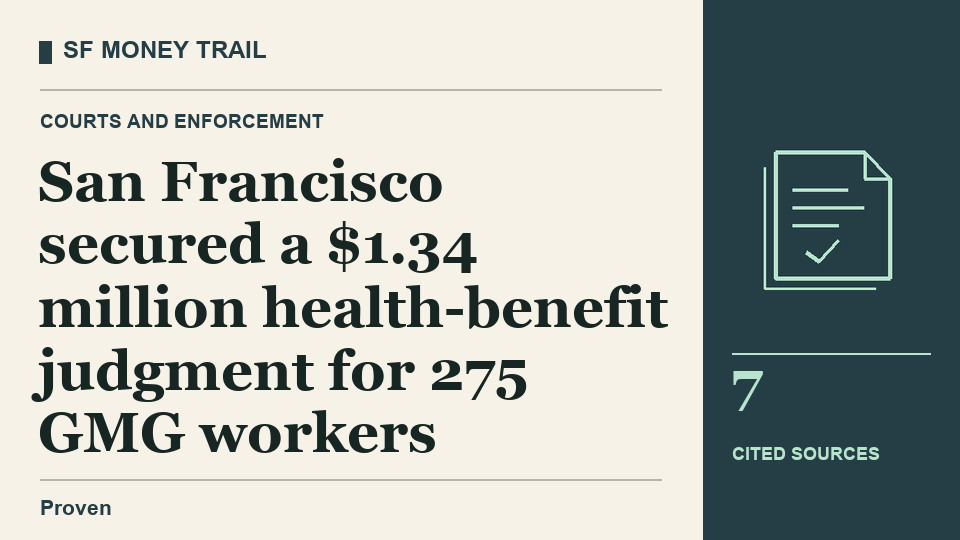 SF MONEY TRAIL
COURTS AND ENFORCEMENT
San Francisco
secured a $1.34
million health-benefit
judgment for 275
GMG workers
Proven
7
CITED SOURCES